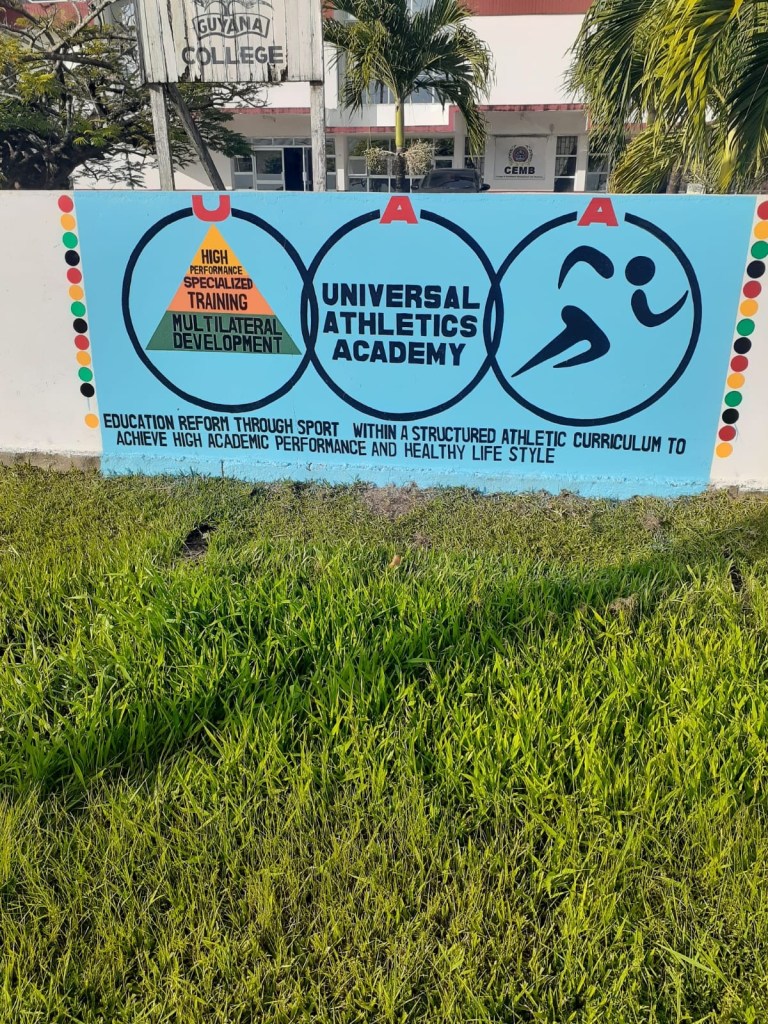 GUYANA
COLLEGE
CEMB
U A A
HIGH
PERFORMANCE
SPECIALIZED
TRAINING
MULTILATERAL
DEVELOPMENT
UNIVERSAL
ATHLETICS
ACADEMY
EDUCATION REFORM THROUGH SPORT WITHIN A STRUCTURED ATHLETIC CURRICULUM TO
ACHIEVE HIGH ACADEMIC PERFORMANCE AND HEALTHY LIFE STYLE